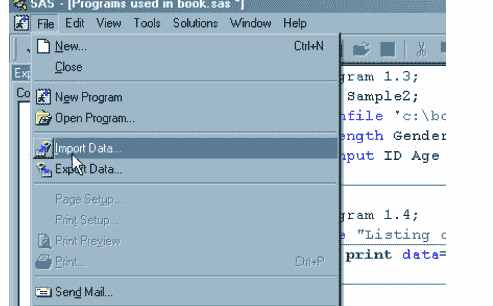 SAS - [Programs used in book.sas *]
File Edit View Tools Solutions Window Help
New... Ctrl+N
Close
New Program
Open Program...
Import Data...
Export Data...
Page Setup...
Print Setup...
Print Preview
Print... Ctrl+P
Send Mail...
Exp
Co
gram 1.3;
Sample2;
nfile 'c:\bo
ength Gender
nput ID Age
gram 1.4;
e "Listing o
print data=